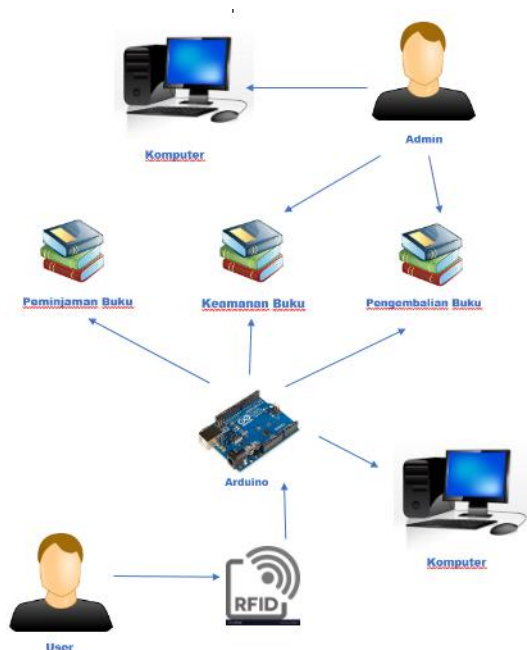 Admin
Komputer
Peminjaman Buku
Keamanan Buku
Pengembalian Buku
Arduino
Komputer
RFID
User